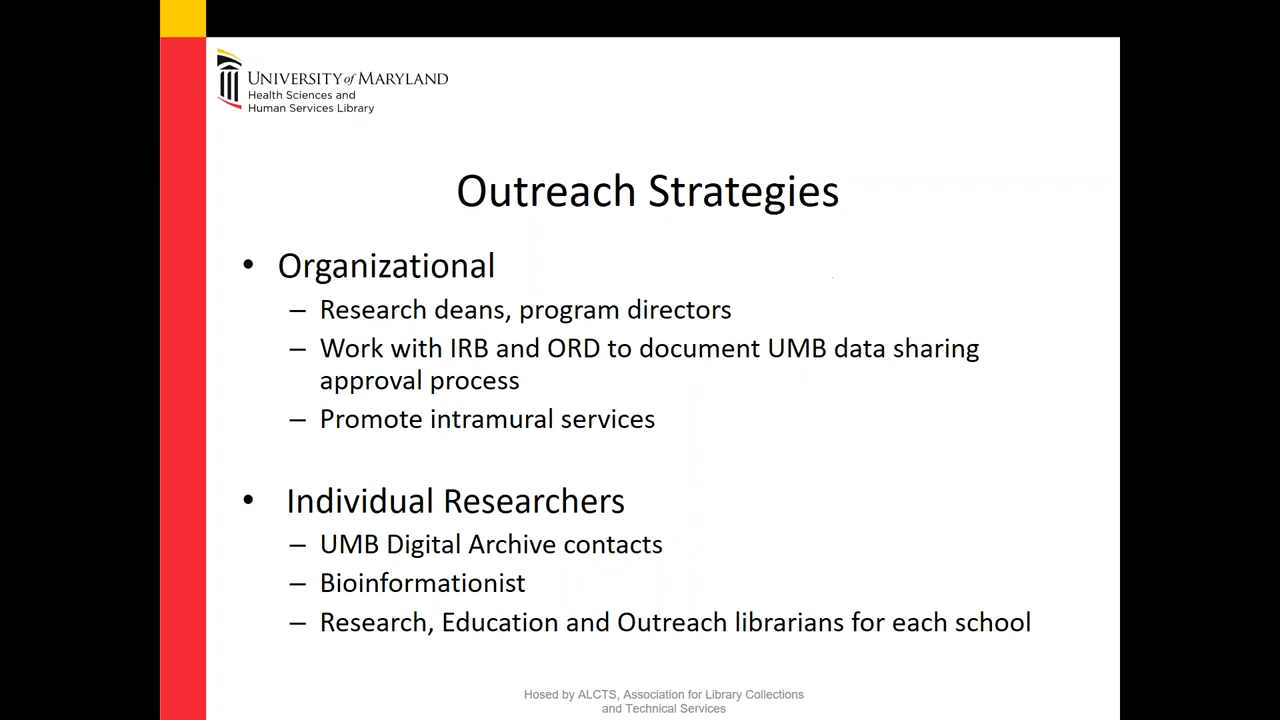 UNIVERSITY of MARYLAND
Health Sciences and
Human Services Library
Outreach Strategies
• Organizational
– Research deans, program directors
– Work with IRB and ORD to document UMB data sharing
approval process
– Promote intramural services
• Individual Researchers
– UMB Digital Archive contacts
– Bioinformationist
– Research, Education and Outreach librarians for each school
Hosed by ALCTS, Association for Library Collections
and Technical Services